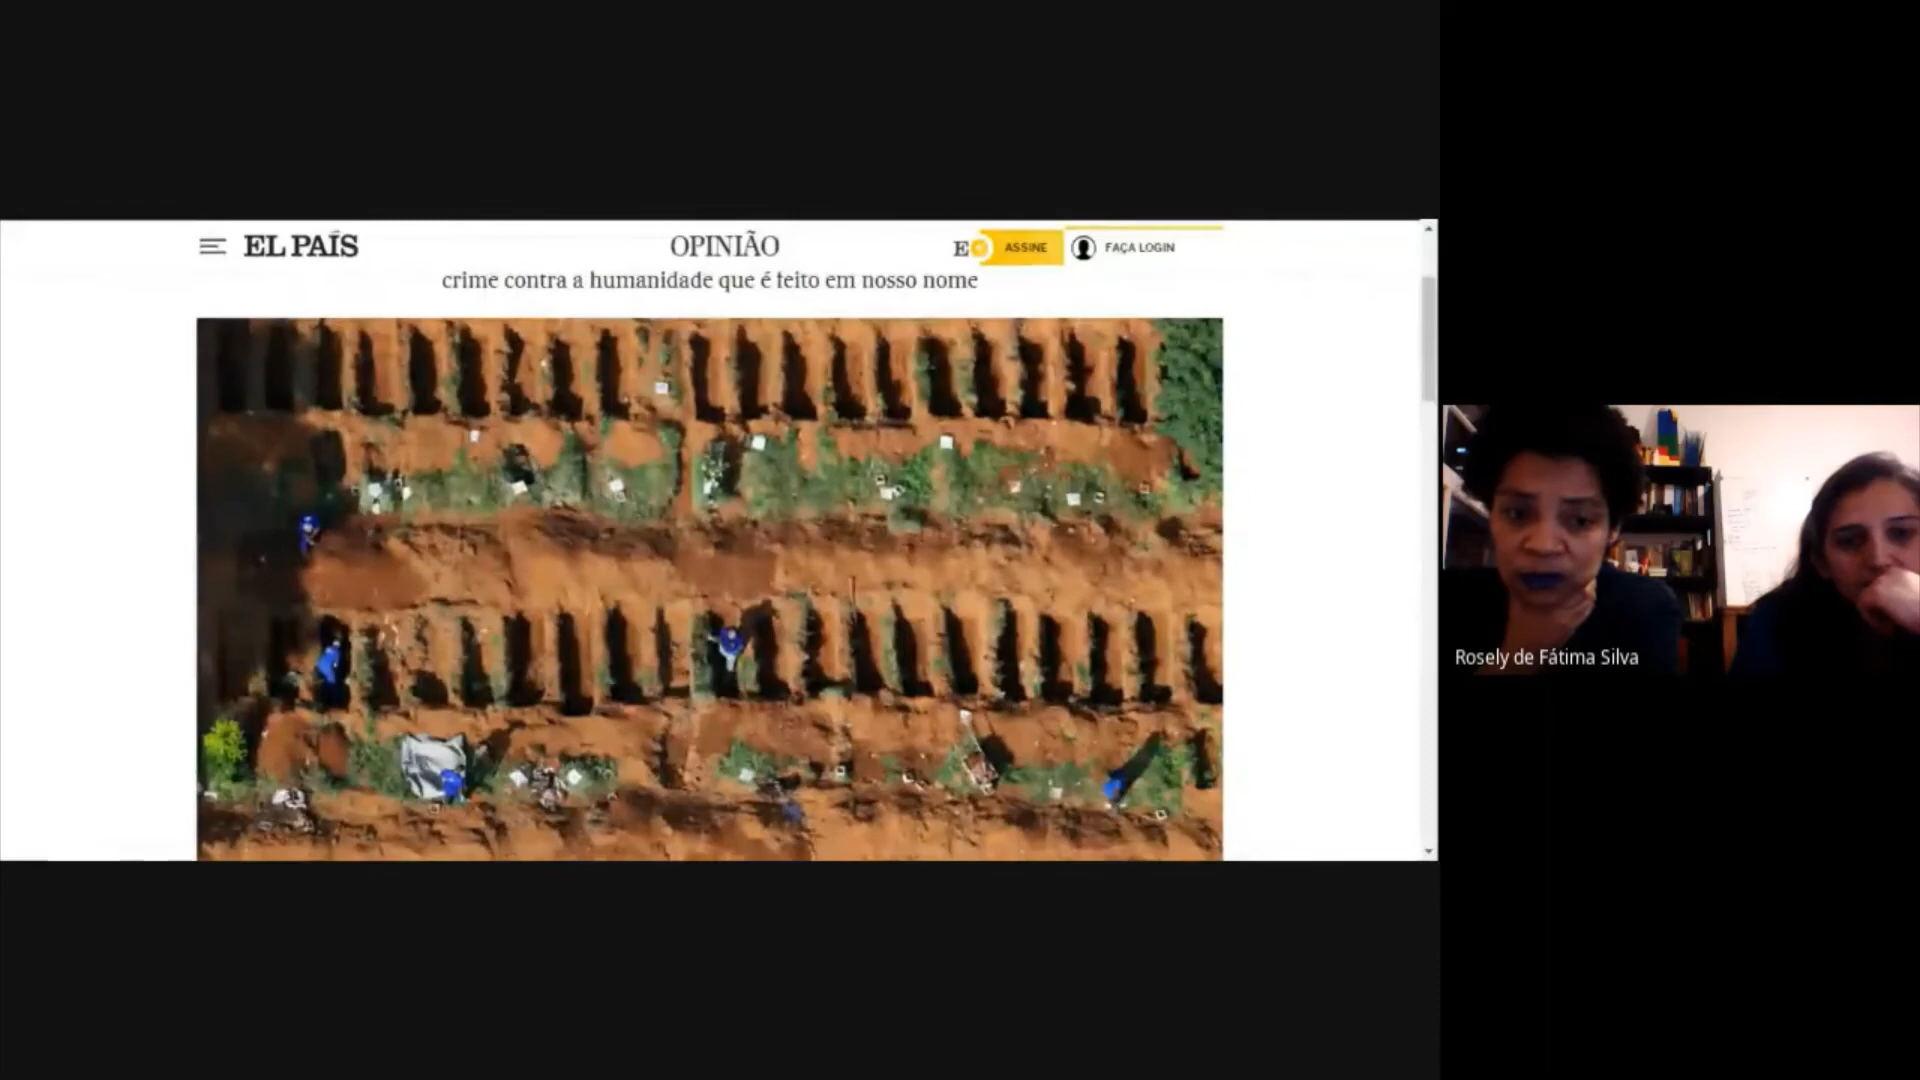 EL PAÍS
OPINIÃO
E
ASSINE
FAÇA LOGIN
crime contra a humanidade que é feito em nosso nome
Rosely de Fátima Silva